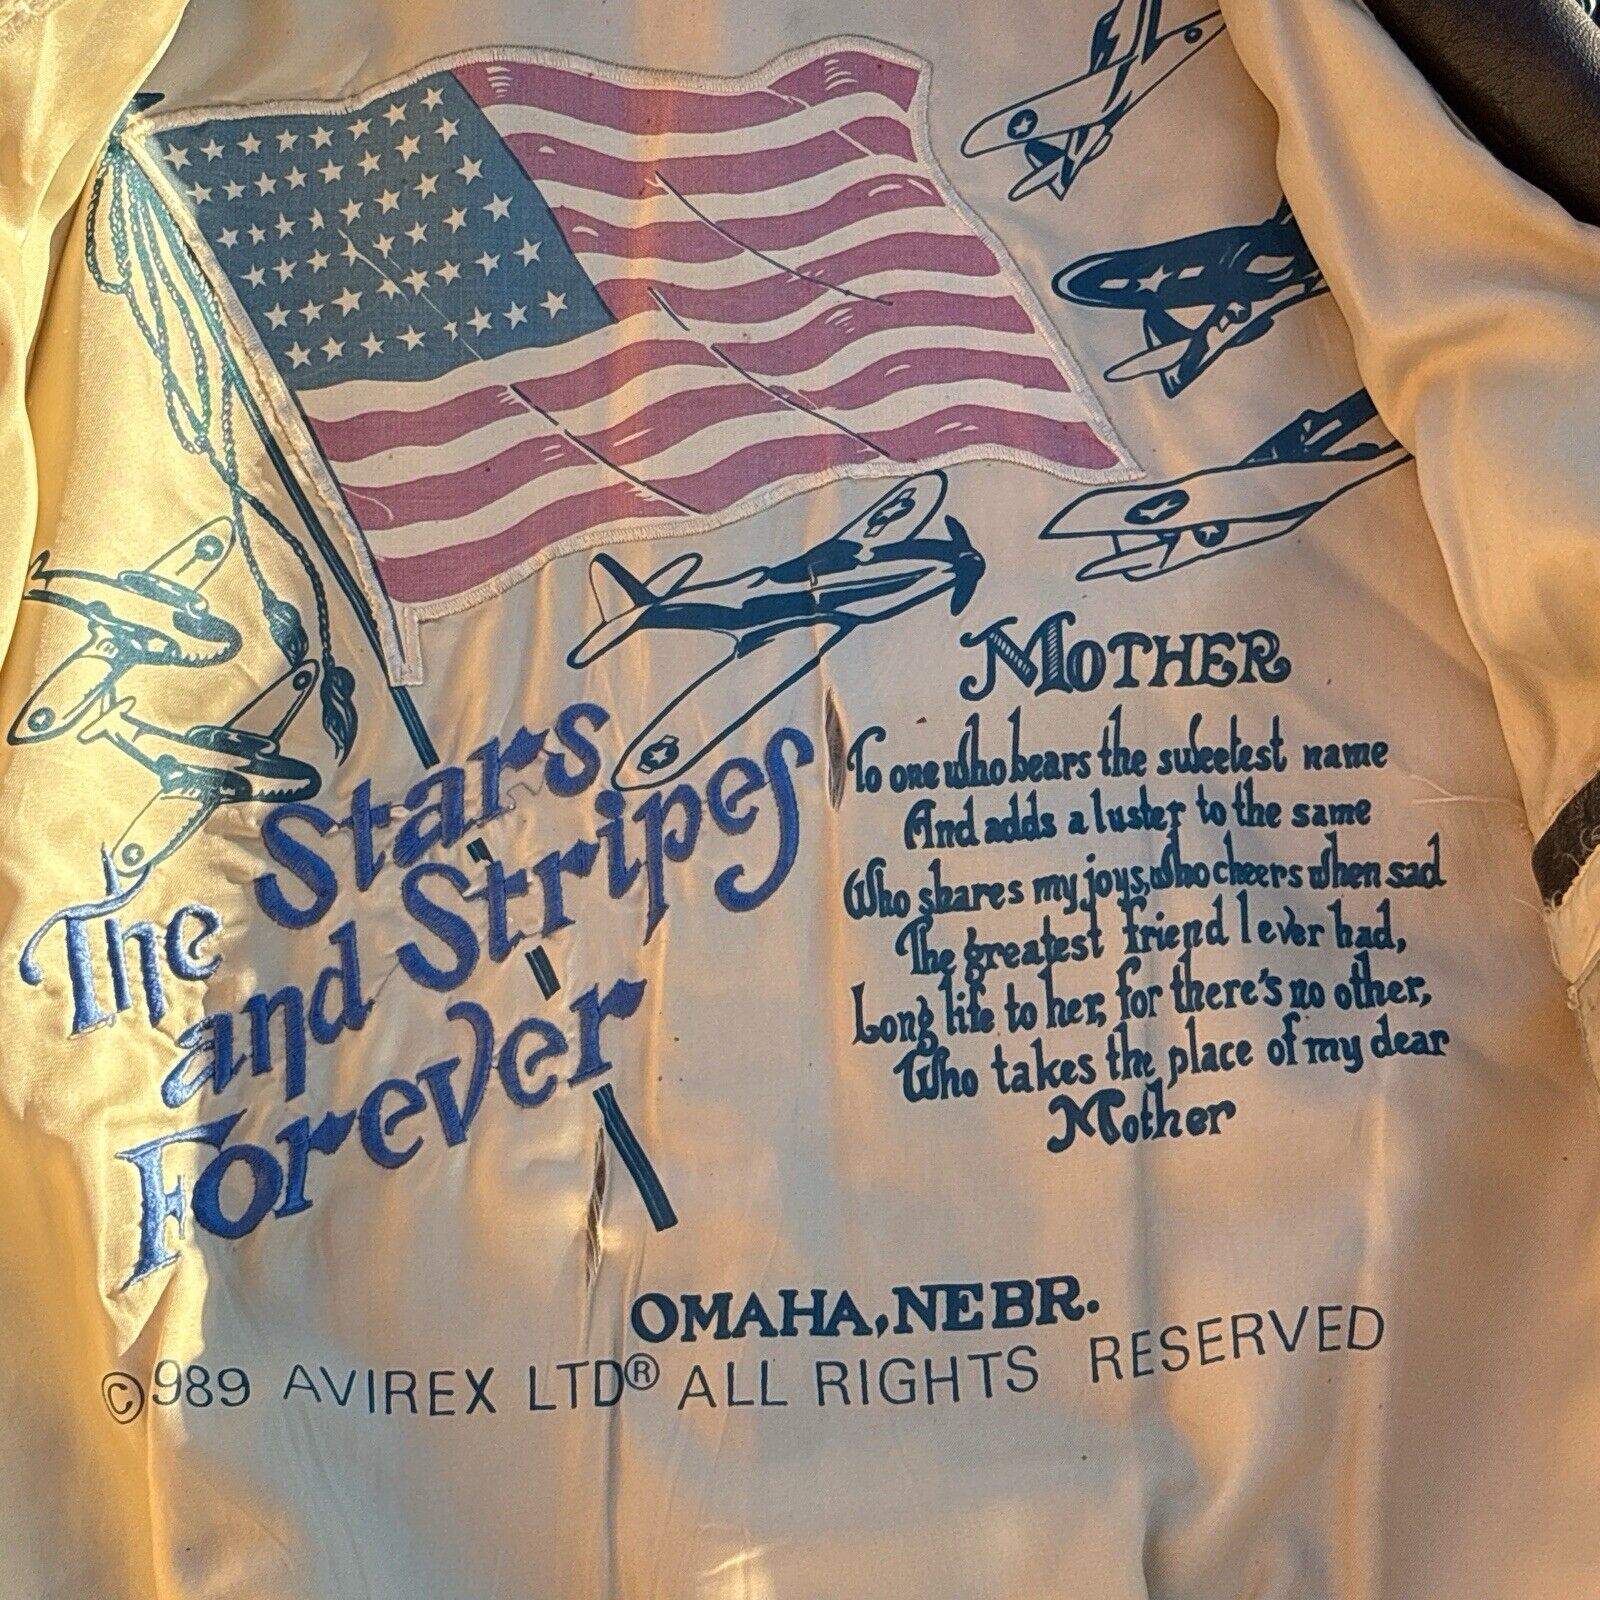 The Stars
and Stripes
Forever
MOTHER
To one who bears the sweetest name
And adds a luster to the same
Who shares my joys, who cheers when sad
The greatest friend I ever had,
Long life to her, for there's no other,
Who takes the place of my dear
Mother
OMAHA, NEBR.
©989 AVIREX LTD® ALL RIGHTS RESERVED